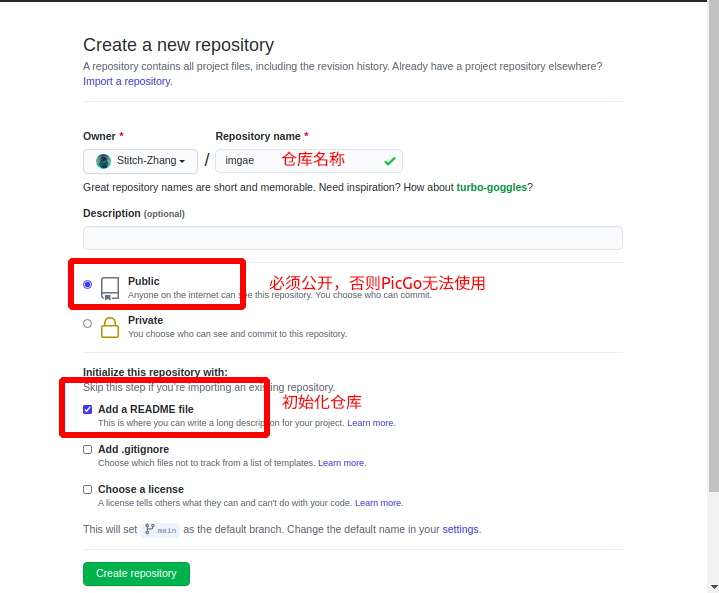 Create a new repository
A repository contains all project files, including the revision history. Already have a project repository elsewhere?
Import a repository.
Owner * Repository name *
Stitch-Zhang / imgae 仓库名称
Great repository names are short and memorable. Need inspiration? How about turbo-goggles?
Description (optional)
Public 必须公开，否则PicGo无法使用
Anyone on the internet can see this repository. You choose who can commit.
Private
You choose who can see and commit to this repository.
Initialize this repository with:
Skip this step if you're importing an existing repository.
Add a README file 初始化仓库
This is where you can write a long description for your project. Learn more.
Add .gitignore
Choose which files not to track from a list of templates. Learn more.
Choose a license
A license tells others what they can and can't do with your code. Learn more.
This will set main as the default branch. Change the default name in your settings.
Create repository